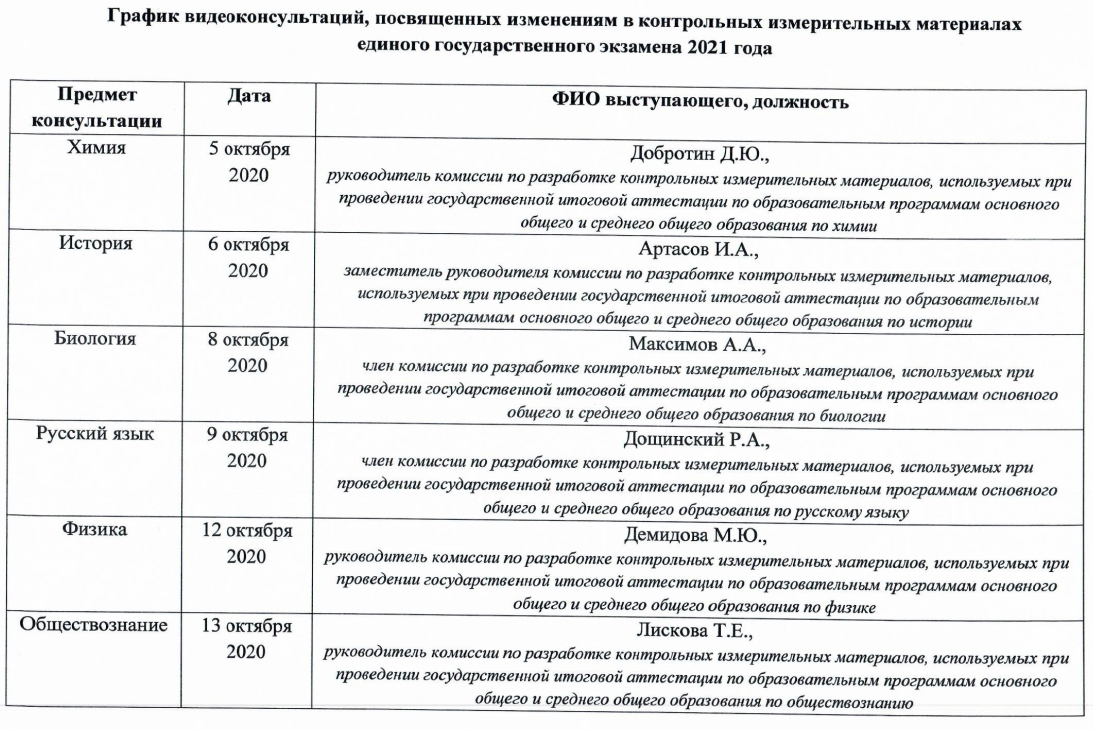 График видеоконсультаций, посвященных изменениям в контрольных измерительных материалах
единого государственного экзамена 2021 года
Предмет
консультации
Дата
ФИО выступающего, должность
Химия
5 октября
2020
Добротин Д.Ю.,
руководитель комиссии по разработке контрольных измерительных материалов, используемых при
проведении государственной итоговой аттестации по образовательным программам основного
общего и среднего общего образования по химии
История
6 октября
2020
Артасов И.А.,
заместитель руководителя комиссии по разработке контрольных измерительных материалов,
используемых при проведении государственной итоговой аттестации по образовательным
программам основного общего и среднего общего образования по истории
Биология
8 октября
2020
Максимов А.А.,
член комиссии по разработке контрольных измерительных материалов, используемых при
проведении государственной итоговой аттестации по образовательным программам основного
общего и среднего общего образования по биологии
Русский язык
9 октября
2020
Дощинский Р.А.,
член комиссии по разработке контрольных измерительных материалов, используемых при
проведении государственной итоговой аттестации по образовательным программам основного
общего и среднего общего образования по русскому языку
Физика
12 октября
2020
Демидова М.Ю.,
руководитель комиссии по разработке контрольных измерительных материалов, используемых при
проведении государственной итоговой аттестации по образовательным программам основного
общего и среднего общего образования по физике
Обществознание
13 октября
2020
Лискова Т.Е.,
руководитель комиссии по разработке контрольных измерительных материалов, используемых при
проведении государственной итоговой аттестации по образовательным программам основного
общего и среднего общего образования по обществознанию